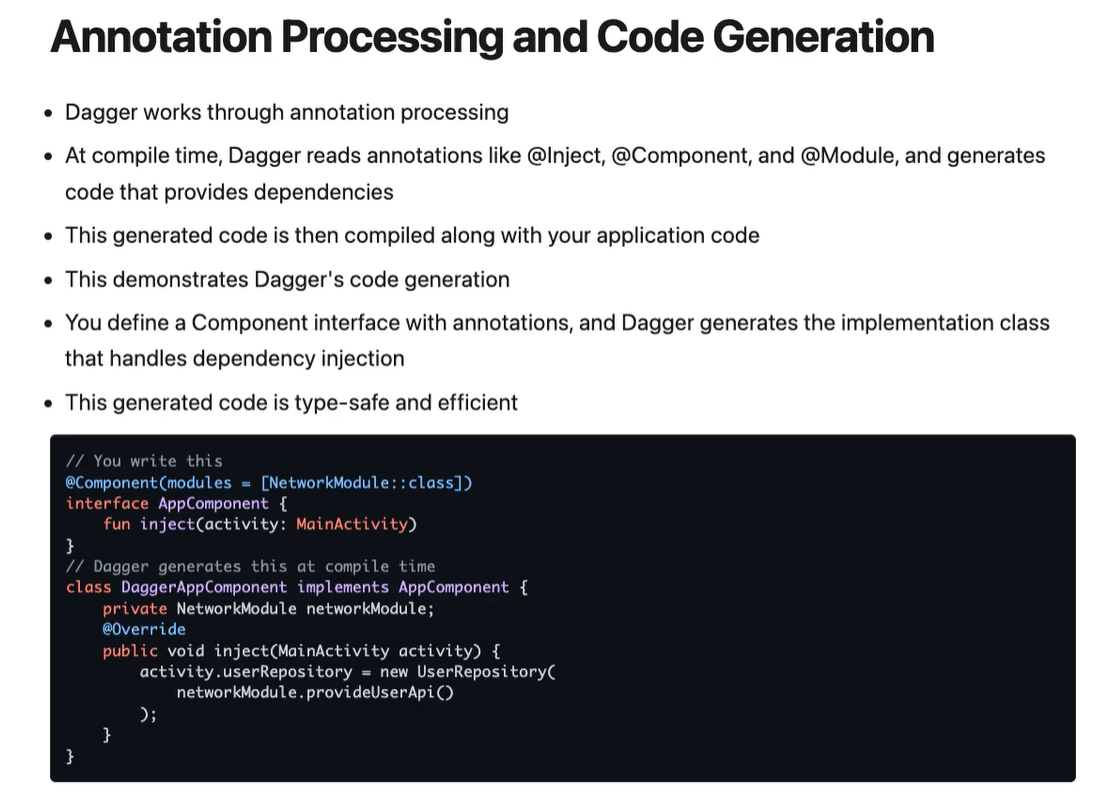 Annotation Processing and Code Generation
• Dagger works through annotation processing
• At compile time, Dagger reads annotations like @Inject, @Component, and @Module, and generates
code that provides dependencies
• This generated code is then compiled along with your application code
• This demonstrates Dagger's code generation
• You define a Component interface with annotations, and Dagger generates the implementation class
that handles dependency injection
• This generated code is type-safe and efficient
// You write this
@Component(modules = [NetworkModule::class])
interface AppComponent {
    fun inject(activity: MainActivity)
}
// Dagger generates this at compile time
class DaggerAppComponent implements AppComponent {
    private NetworkModule networkModule;
    @Override
    public void inject(MainActivity activity) {
        activity.userRepository = new UserRepository(
            networkModule.provideUserApi()
        );
    }
}